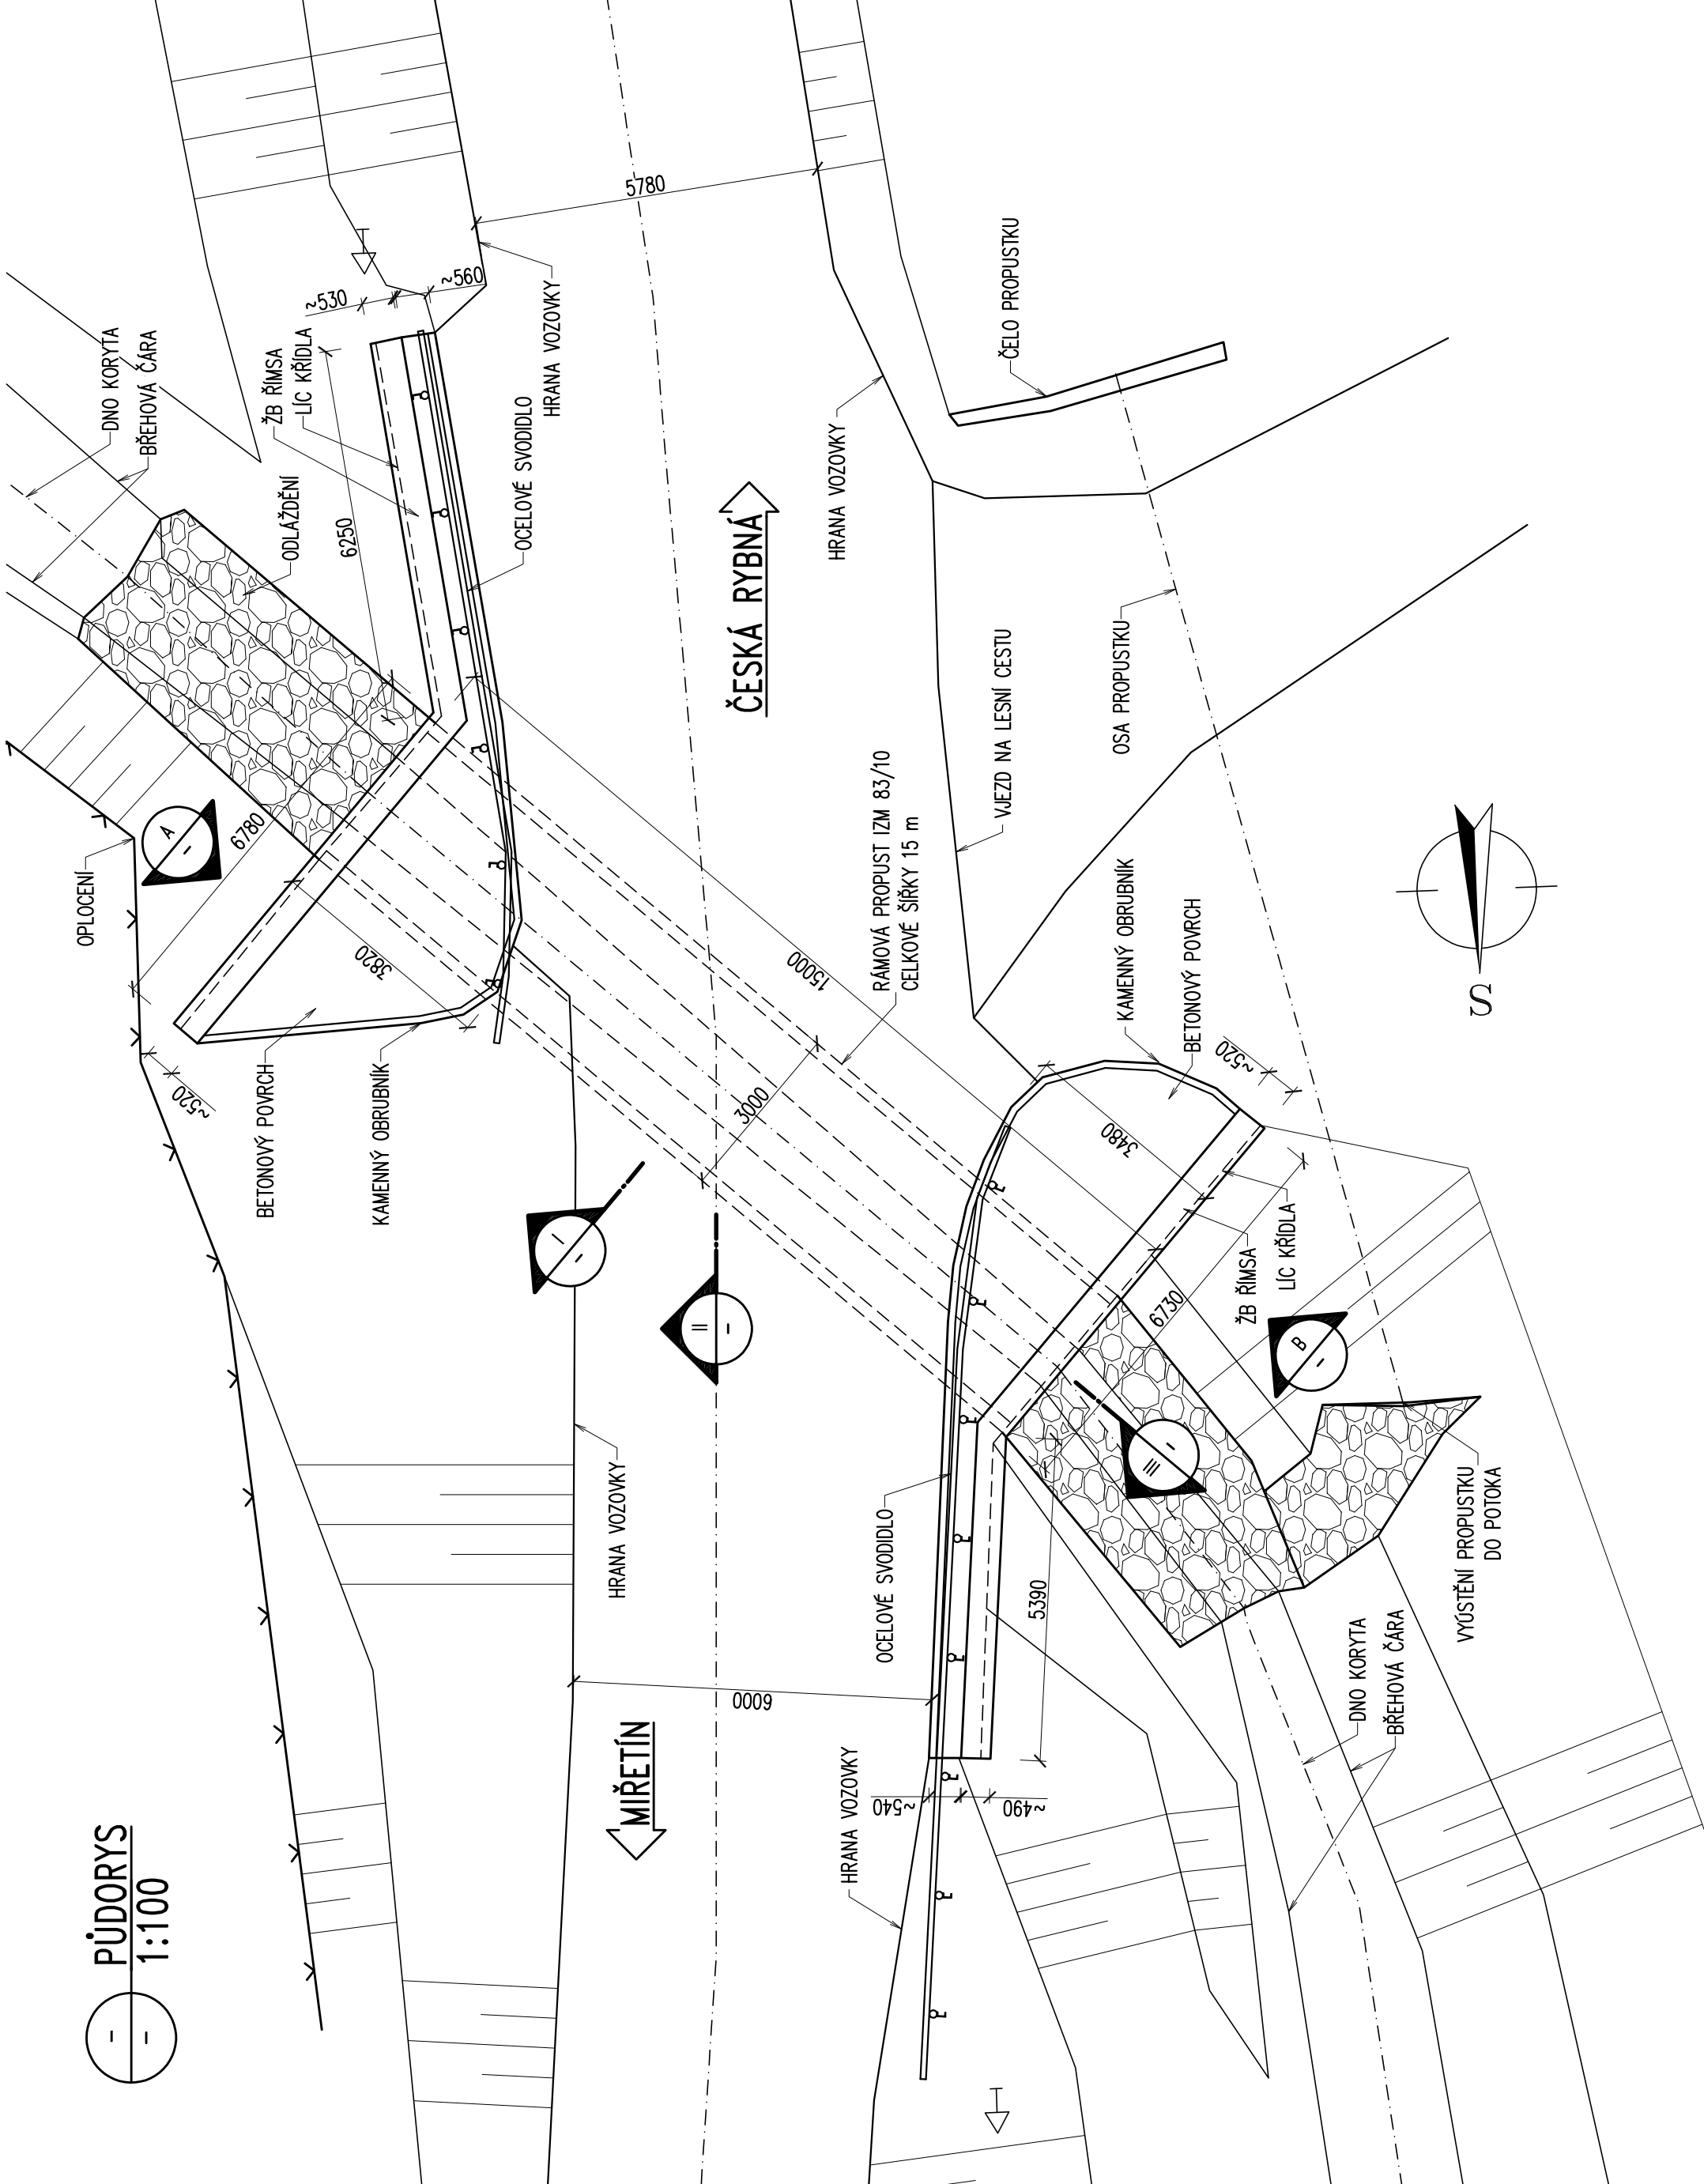 PŮDORYS
1:100
-
-
MIŘETÍN
ČESKÁ RYBNÁ
OPLOCENÍ
DNO KORYTA
BŘEHOVÁ ČÁRA
ODLÁŽDĚNÍ
ŽB ŘÍMSA
LÍC KŘÍDLA
~530
~560
HRANA VOZOVKY
5780
6250
OCELOVÉ SVODIDLO
A
-
6780
3820
~520
BETONOVÝ POVRCH
KAMENNÝ OBRUBNÍK
I
-
II
-
3000
15000
RÁMOVÁ PROPUST IZM 83/10
CELKOVÉ ŠÍŘKY 15 m
HRANA VOZOVKY
ČELO PROPUSTKU
OSA PROPUSTKU
VJEZD NA LESNÍ CESTU
HRANA VOZOVKY
6000
HRANA VOZOVKY
OCELOVÉ SVODIDLO
~540
~490
5390
KAMENNÝ OBRUBNÍK
BETONOVÝ POVRCH
~520
3480
6730
ŽB ŘÍMSA
LÍC KŘÍDLA
B
-
III
-
VYÚSTĚNÍ PROPUSTKU
DO POTOKA
DNO KORYTA
BŘEHOVÁ ČÁRA
S